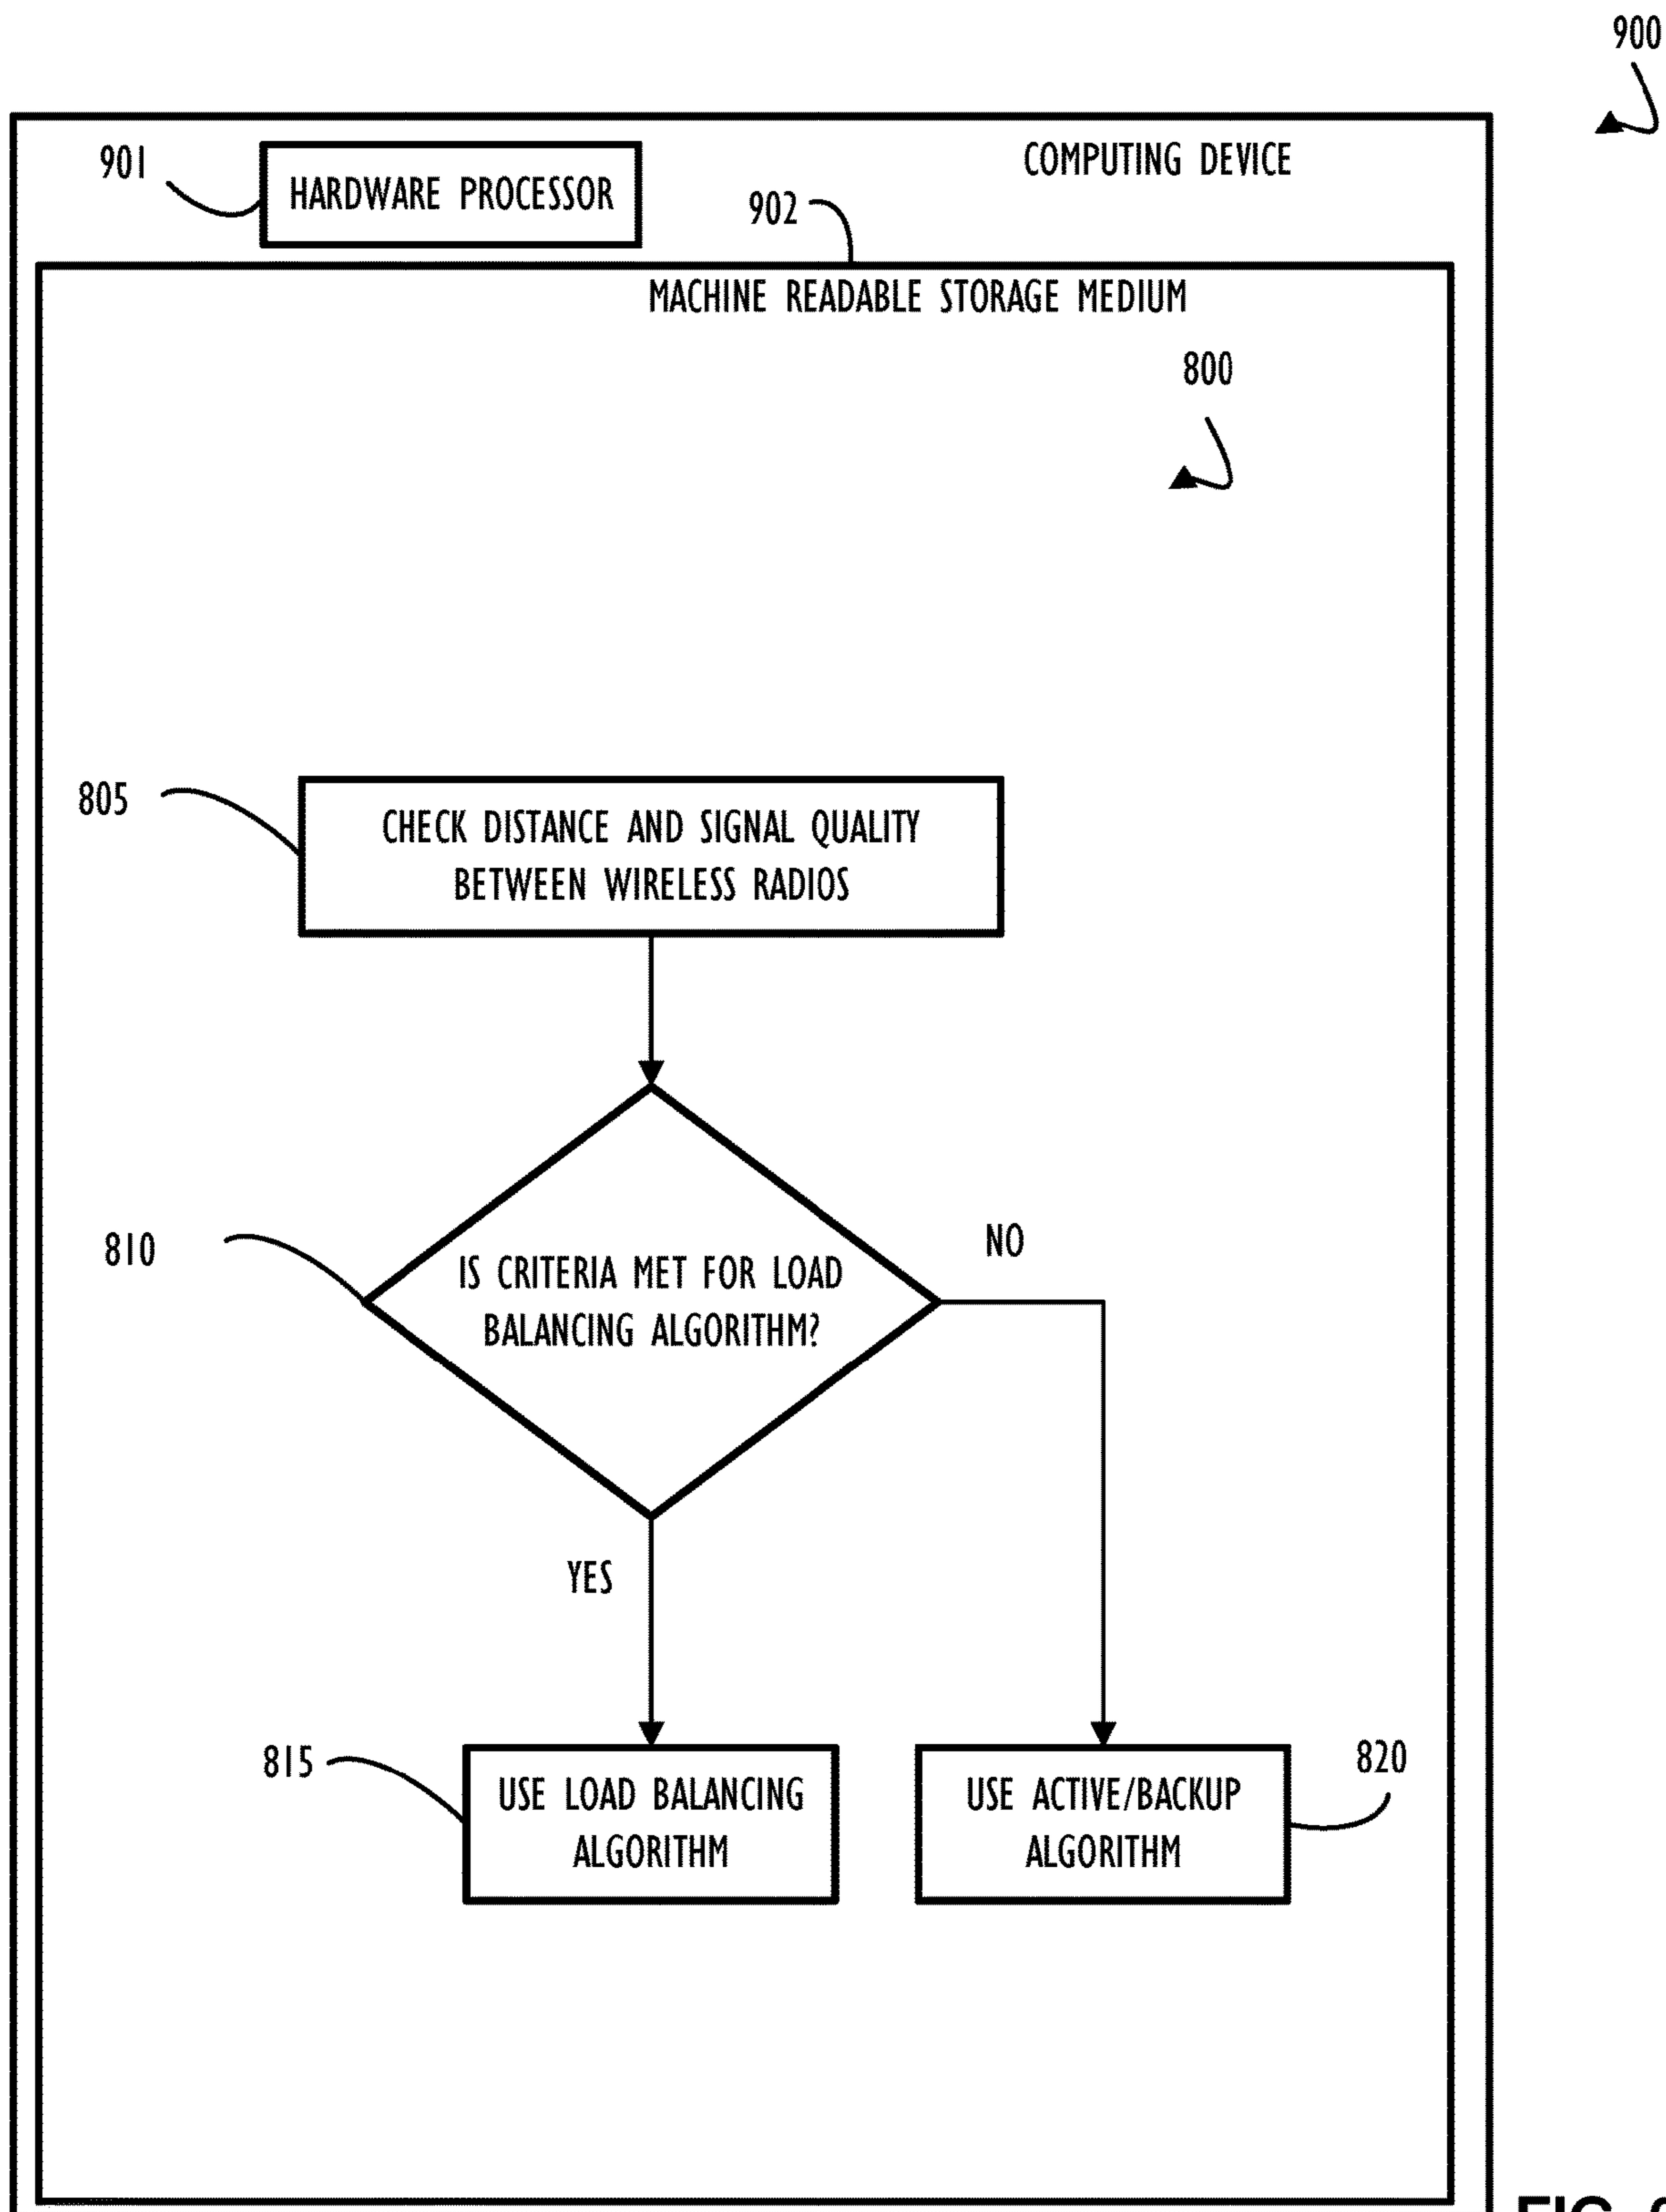 900
901
HARDWARE PROCESSOR
COMPUTING DEVICE
902
MACHINE READABLE STORAGE MEDIUM
800
805
CHECK DISTANCE AND SIGNAL QUALITY
BETWEEN WIRELESS RADIOS
810
IS CRITERIA MET FOR LOAD
BALANCING ALGORITHM?
NO
YES
815
USE LOAD BALANCING
ALGORITHM
USE ACTIVE/BACKUP
ALGORITHM
820
FIG.